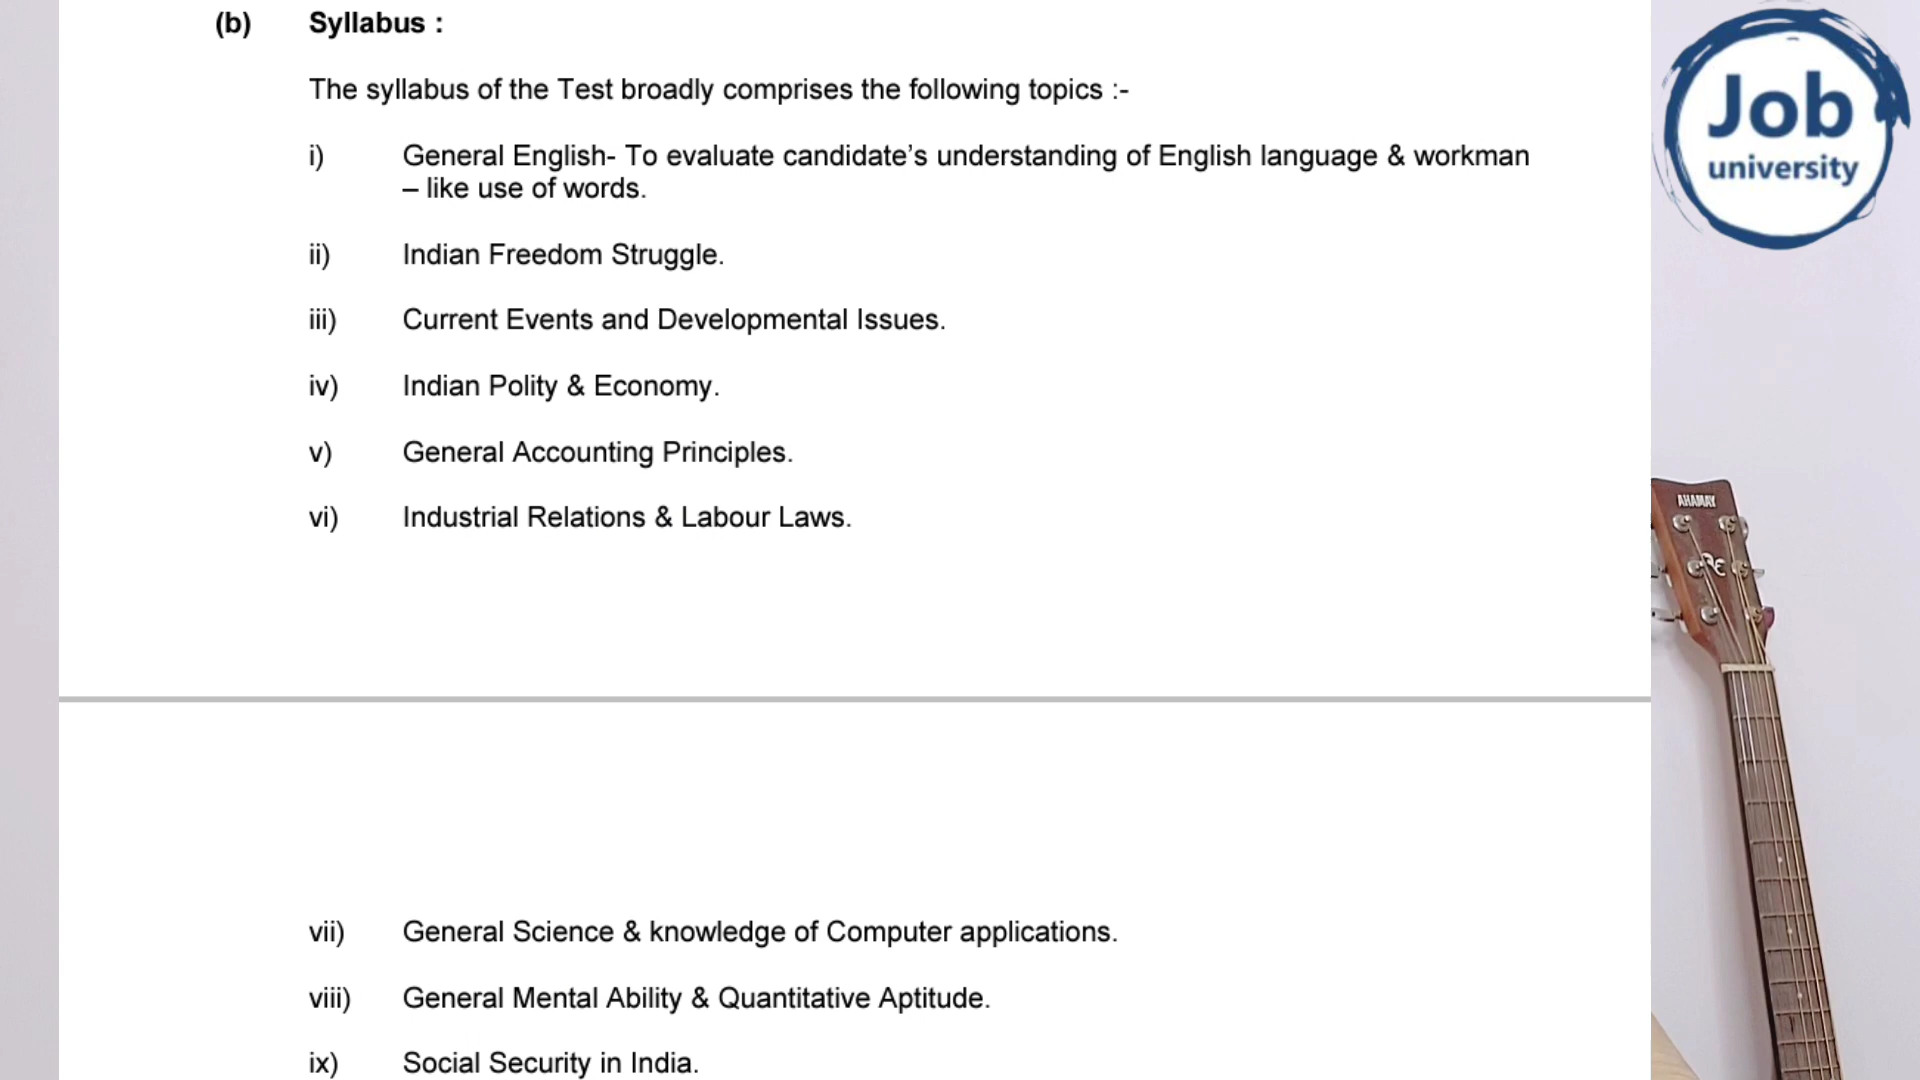 (b) Syllabus :
The syllabus of the Test broadly comprises the following topics :-
i) General English- To evaluate candidate’s understanding of English language & workman
– like use of words.
ii) Indian Freedom Struggle.
iii) Current Events and Developmental Issues.
iv) Indian Polity & Economy.
v) General Accounting Principles.
vi) Industrial Relations & Labour Laws.
vii) General Science & knowledge of Computer applications.
viii) General Mental Ability & Quantitative Aptitude.
ix) Social Security in India.
Job
university
AHAMAY